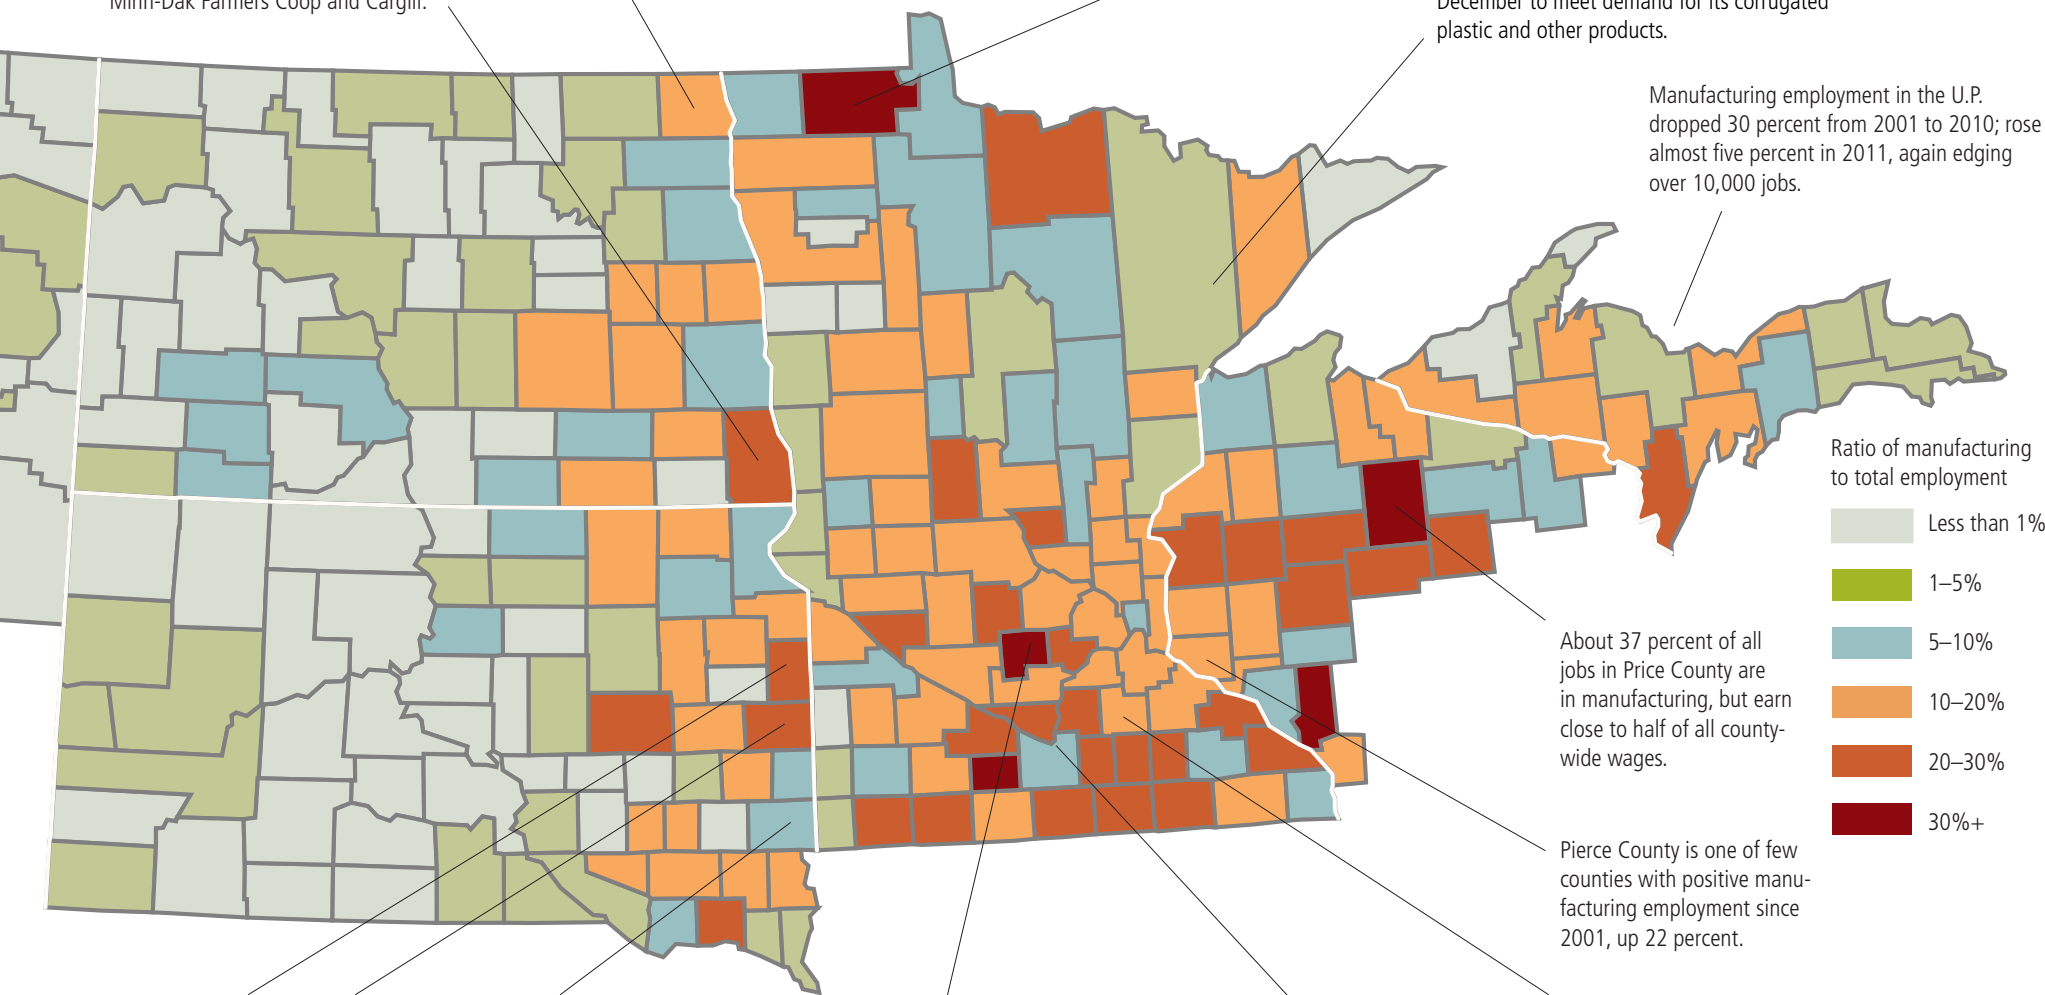 Minn-Dak Farmers Coop and Cargill.
December to meet demand for its corrugated
plastic and other products.
Manufacturing employment in the U.P.
dropped 30 percent from 2001 to 2010; rose
almost five percent in 2011, again edging
over 10,000 jobs.
Ratio of manufacturing
to total employment
Less than 1%
1–5%
5–10%
10–20%
20–30%
30%+
About 37 percent of all
jobs in Price County are
in manufacturing, but earn
close to half of all county-
wide wages.
Pierce County is one of few
counties with positive manu-
facturing employment since
2001, up 22 percent.